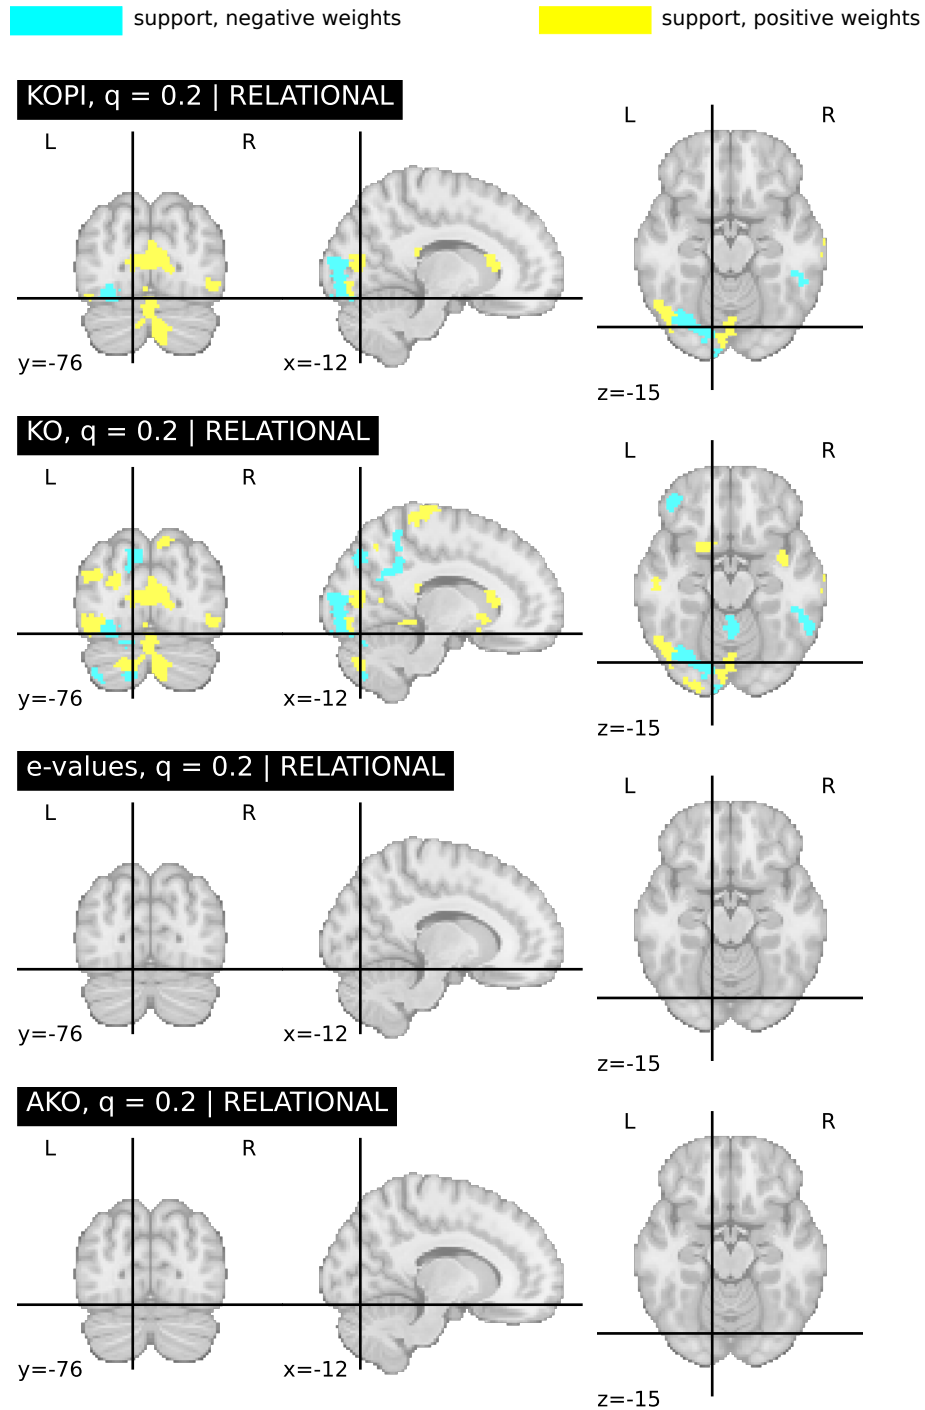 support, negative weights
support, positive weights
KOPI, q = 0.2 | RELATIONAL
L R L R
y=-76 x=-12 z=-15
KO, q = 0.2 | RELATIONAL
L R L R
y=-76 x=-12 z=-15
e-values, q = 0.2 | RELATIONAL
L R L R
y=-76 x=-12 z=-15
AKO, q = 0.2 | RELATIONAL
L R L R
y=-76 x=-12 z=-15